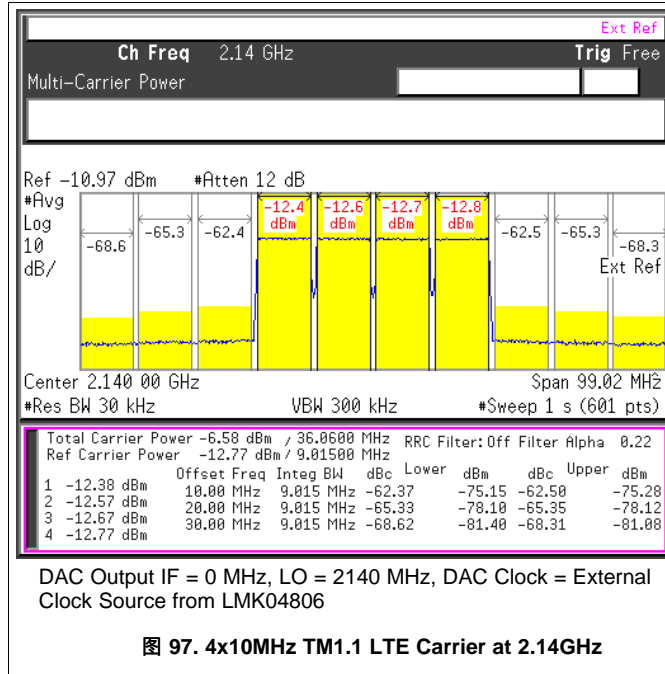 Ext Ref
Ch Freq 2.14 GHz Trig Free
Multi-Carrier Power
Ref -10.97 dBm #Atten 12 dB
#Avg
Log
10
dB/
-68.6
-65.3
-62.4
-12.4 dBm
-12.6 dBm
-12.7 dBm
-12.8 dBm
-62.5
-65.3
-68.3
Ext Ref
Center 2.140 00 GHz Span 99.02 MHz
#Res BW 30 kHz VBW 300 kHz #Sweep 1 s (601 pts)
Total Carrier Power -6.58 dBm / 36.0600 MHz RRC Filter: Off Filter Alpha 0.22
Ref Carrier Power -12.77 dBm / 9.01500 MHz
Offset Freq Integ BW dBc Lower dBm dBc Upper dBm
1 -12.38 dBm 10.00 MHz 9.015 MHz -62.37 -75.15 -62.50 -75.28
2 -12.57 dBm 20.00 MHz 9.015 MHz -65.33 -78.10 -65.35 -78.12
3 -12.67 dBm 30.00 MHz 9.015 MHz -68.62 -81.40 -68.31 -81.08
4 -12.77 dBm
DAC Output IF = 0 MHz, LO = 2140 MHz, DAC Clock = External
Clock Source from LMK04806
图 97. 4x10MHz TM1.1 LTE Carrier at 2.14GHz